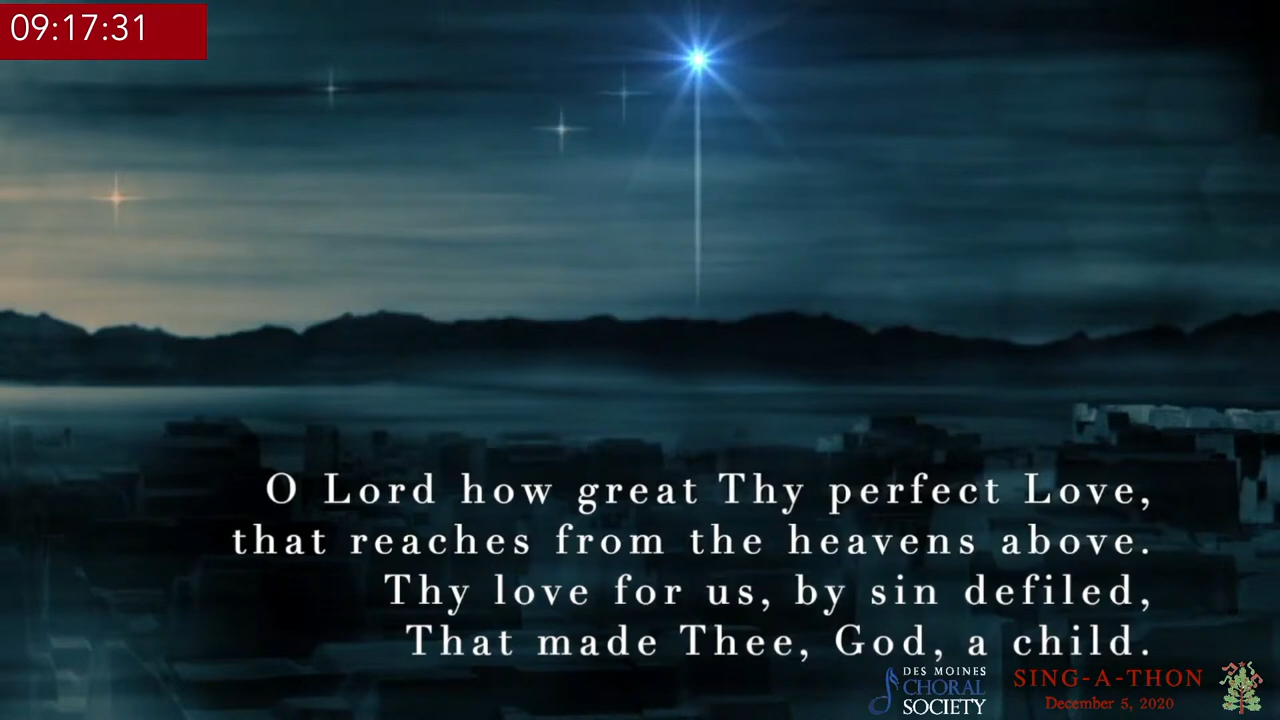 09:17:31
O Lord how great Thy perfect Love,
that reaches from the heavens above.
Thy love for us, by sin defiled,
That made Thee, God, a child.
DES MOINES
CHORAL
SOCIETY
SING-A-THON
December 5, 2020